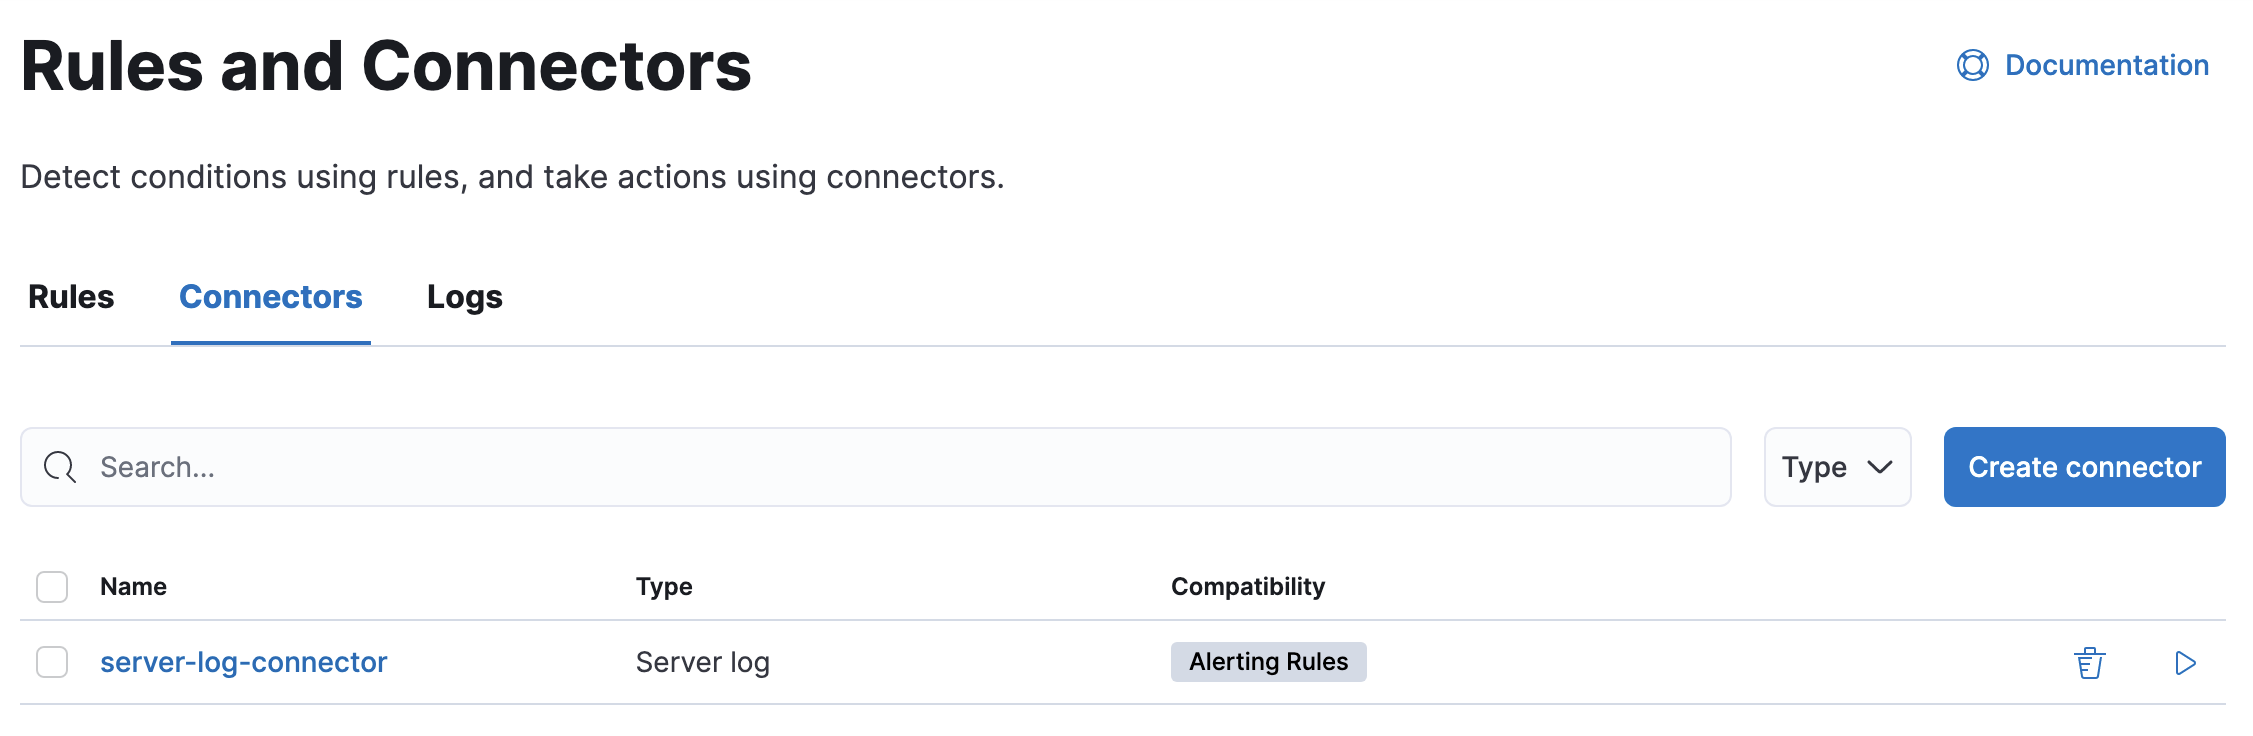 Rules and Connectors
Documentation
Detect conditions using rules, and take actions using connectors.
Rules Connectors Logs
Search...
Type
Create connector
Name Type Compatibility
server-log-connector Server log Alerting Rules